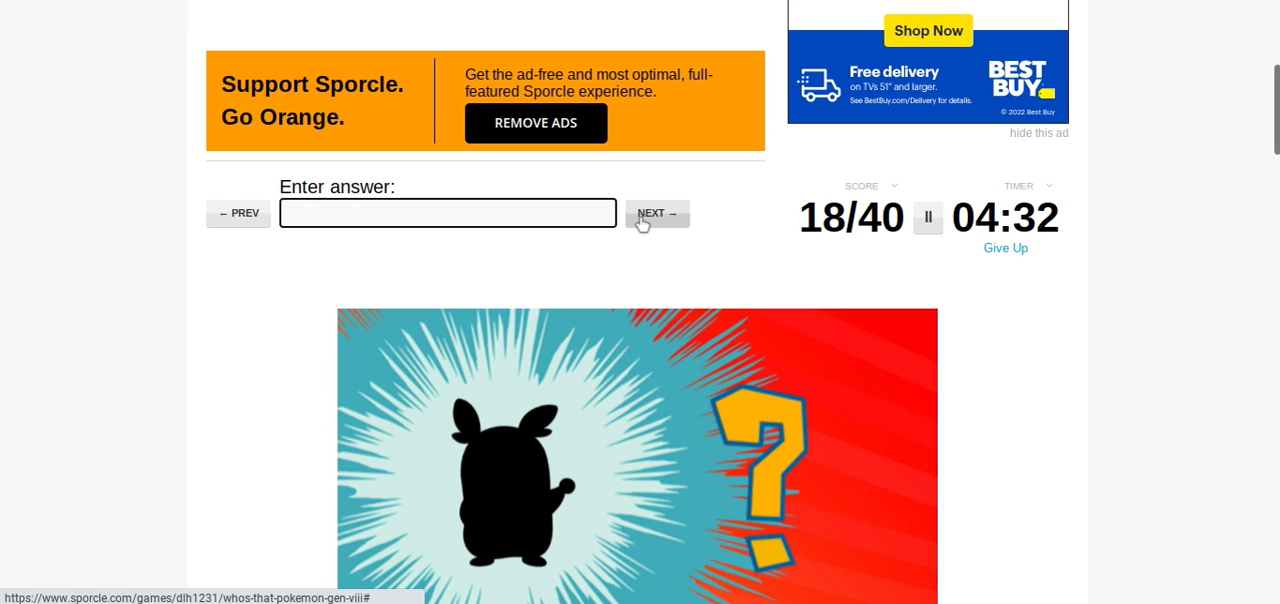 Shop Now
Free delivery
on TVs 51" and larger.
See BestBuy.com/Delivery for details.
BEST
BUY
© 2022 Best Buy
hide this ad
Support Sporcle.
Go Orange.
Get the ad-free and most optimal, full-
featured Sporcle experience.
REMOVE ADS
Enter answer:
← PREV
NEXT →
SCORE
TIMER
18/40
04:32
Give Up
?
https://www.sporcle.com/games/dlh1231/whos-that-pokemon-gen-viii#